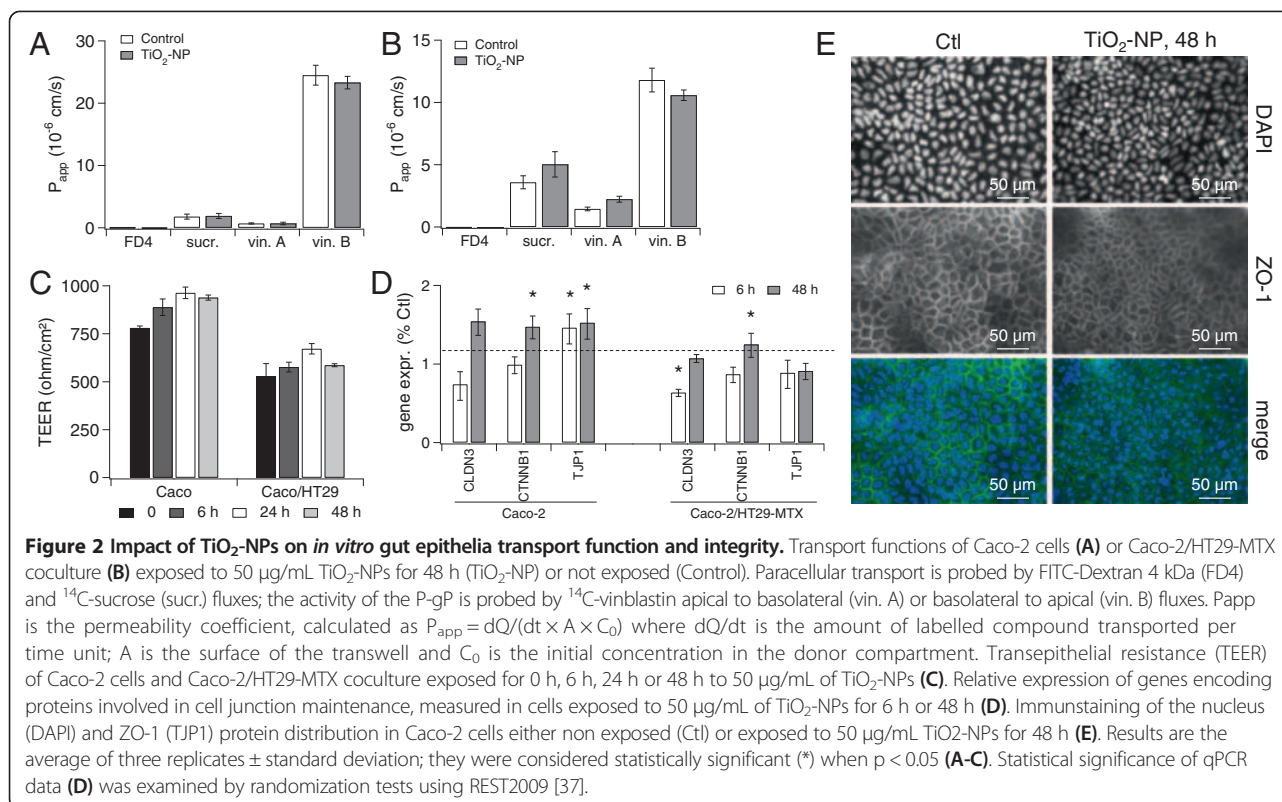 A
B
E
Control
TiO2-NP
Control
TiO2-NP
Ctl
TiO2-NP, 48 h
30
20
10
0
Papp (10-6 cm/s)
FD4 sucr. vin. A vin. B
10
5
0
Papp (10-6 cm/s)
FD4 sucr. vin. A vin. B
50 µm
50 µm
DAPI
50 µm
50 µm
ZO-1
50 µm
50 µm
merge
C
1000
750
500
250
0
TEER (ohm/cm²)
Caco Caco/HT29
0 6 h 24 h 48 h
D
6 h 48 h
2
1
0
gene expr. (% Ctl)
* * * * *
CLDN3 CTNNB1 TJP1 CLDN3 CTNNB1 TJP1
Caco-2 Caco-2/HT29-MTX
Figure 2 Impact of TiO2-NPs on in vitro gut epithelia transport function and integrity. Transport functions of Caco-2 cells (A) or Caco-2/HT29-MTX
coculture (B) exposed to 50 µg/mL TiO2-NPs for 48 h (TiO2-NP) or not exposed (Control). Paracellular transport is probed by FITC-Dextran 4 kDa (FD4)
and 14C-sucrose (sucr.) fluxes; the activity of the P-gP is probed by 14C-vinblastin apical to basolateral (vin. A) or basolateral to apical (vin. B) fluxes. Papp
is the permeability coefficient, calculated as Papp = dQ/(dt × A × C0) where dQ/dt is the amount of labelled compound transported per
time unit; A is the surface of the transwell and C0 is the initial concentration in the donor compartment. Transepithelial resistance (TEER)
of Caco-2 cells and Caco-2/HT29-MTX coculture exposed for 0 h, 6 h, 24 h or 48 h to 50 µg/mL of TiO2-NPs (C). Relative expression of genes encoding
proteins involved in cell junction maintenance, measured in cells exposed to 50 µg/mL of TiO2-NPs for 6 h or 48 h (D). Immunstaining of the nucleus
(DAPI) and ZO-1 (TJP1) protein distribution in Caco-2 cells either non exposed (Ctl) or exposed to 50 µg/mL TiO2-NPs for 48 h (E). Results are the
average of three replicates ± standard deviation; they were considered statistically significant (*) when p < 0.05 (A-C). Statistical significance of qPCR
data (D) was examined by randomization tests using REST2009 [37].